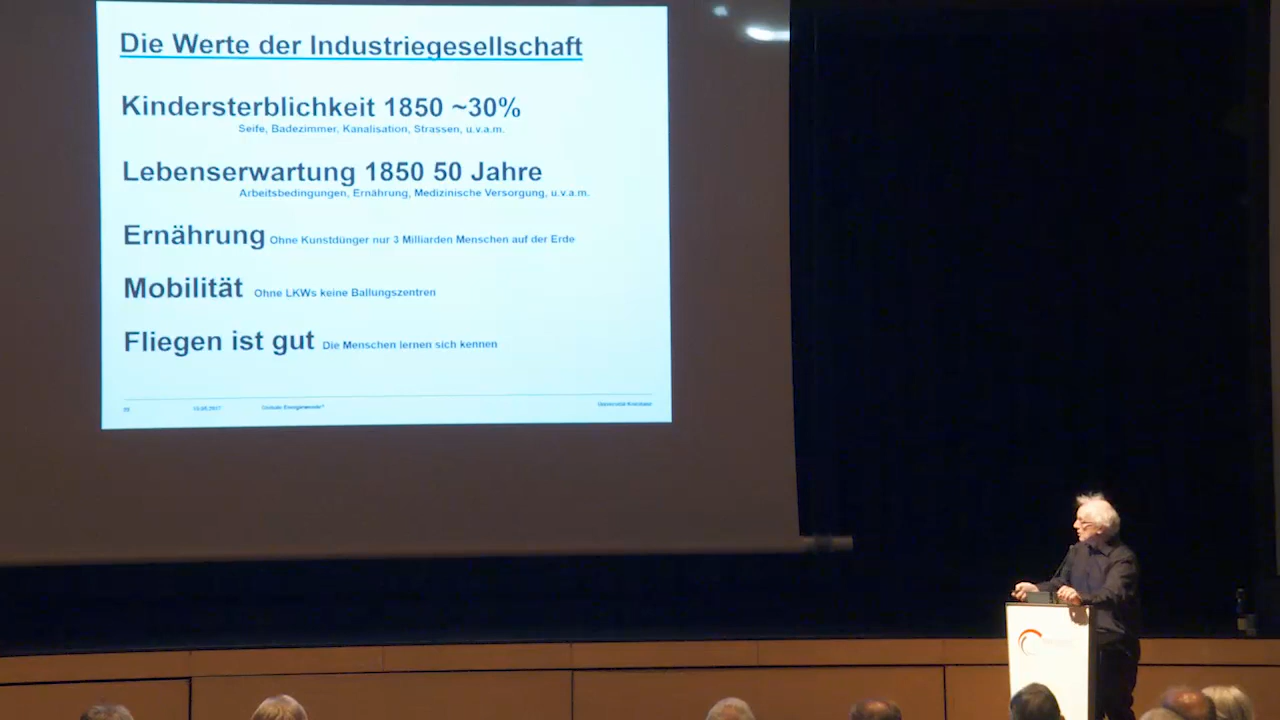 Die Werte der Industriegesellschaft
Kindersterblichkeit 1850 ~30%
Seife, Badezimmer, Kanalisation, Strassen, u.v.a.m.
Lebenserwartung 1850 50 Jahre
Arbeitsbedingungen, Ernährung, Medizinische Versorgung, u.v.a.m.
Ernährung Ohne Kunstdünger nur 3 Milliarden Menschen auf der Erde
Mobilität Ohne LKWs keine Ballungszentren
Fliegen ist gut Die Menschen lernen sich kennen